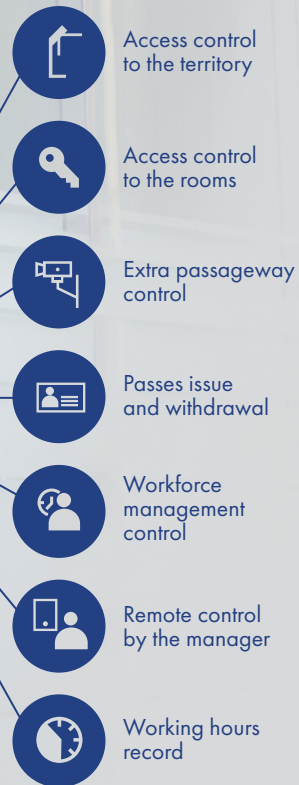 Access control
to the territory
Access control
to the rooms
Extra passageway
control
Passes issue
and withdrawal
Workforce
management
control
Remote control
by the manager
Working hours
record